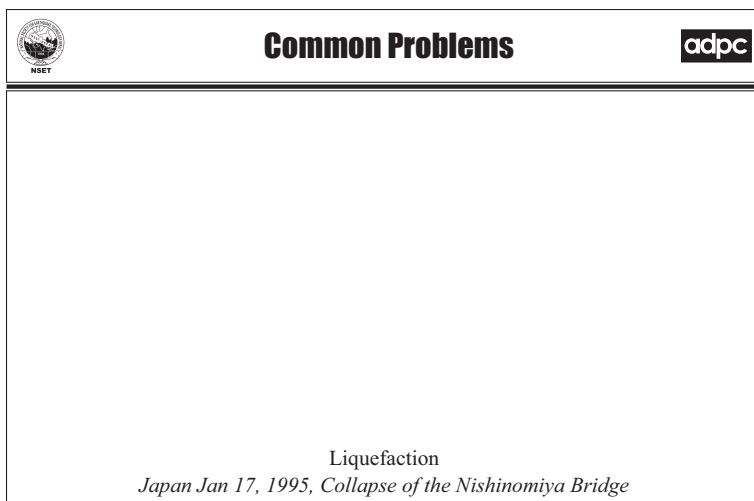 NSET
Common Problems
adpc
Liquefaction
Japan Jan 17, 1995, Collapse of the Nishinomiya Bridge